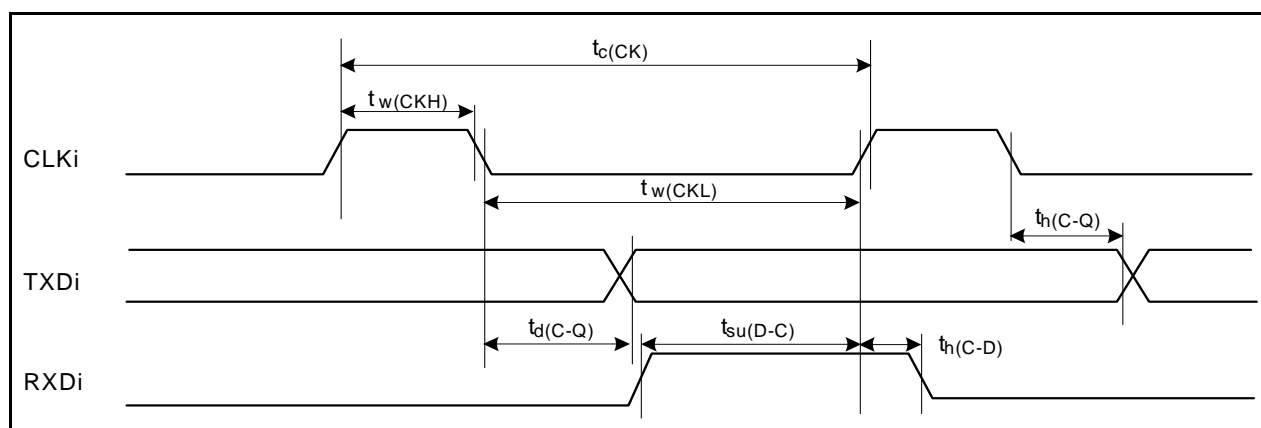 tc(CK)
tw(CKH)
CLKi
tw(CKL)
th(C-Q)
TXDi
td(C-Q)
tsu(D-C)
th(C-D)
RXDi